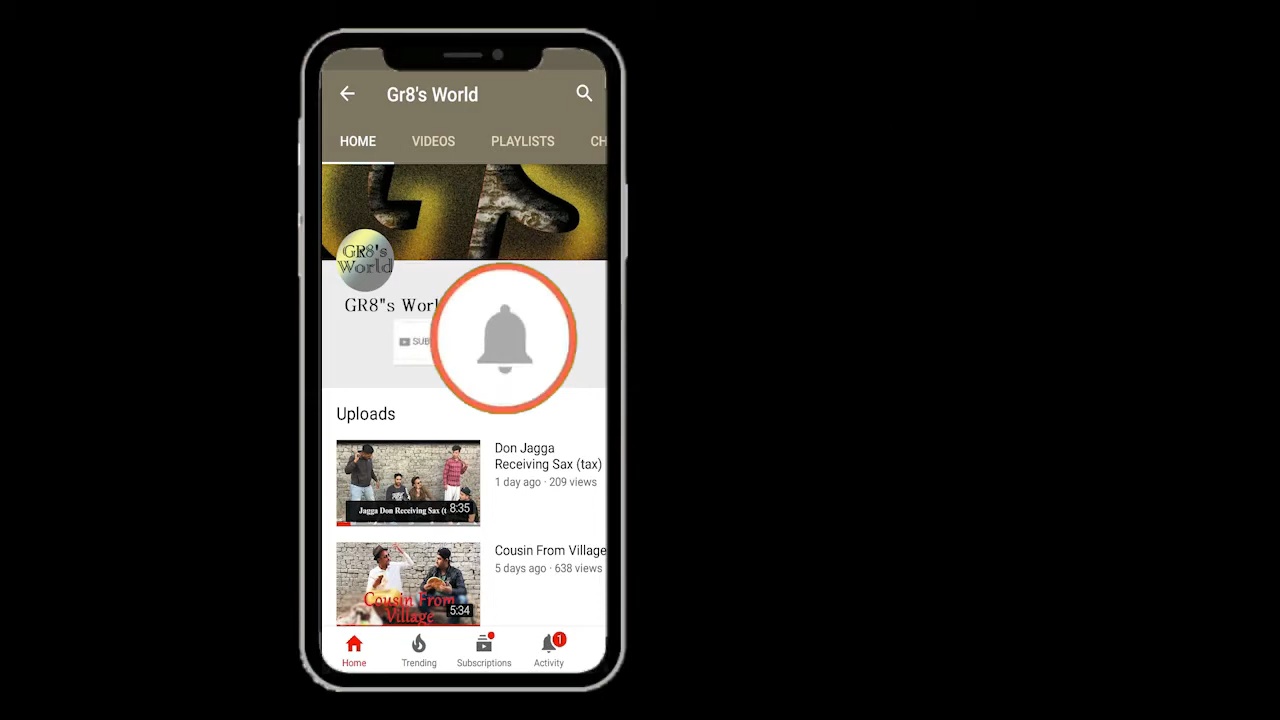 Gr8's World
HOME VIDEOS PLAYLISTS CH
GR8's
World
GR8"s Worl
SUB
Uploads
Don Jagga
Receiving Sax (tax)
1 day ago · 209 views
Jagga Don Receiving Sax (t
8:35
Cousin From Village
5 days ago · 638 views
Cousin From
Village
5:34
1
Home Trending Subscriptions Activity